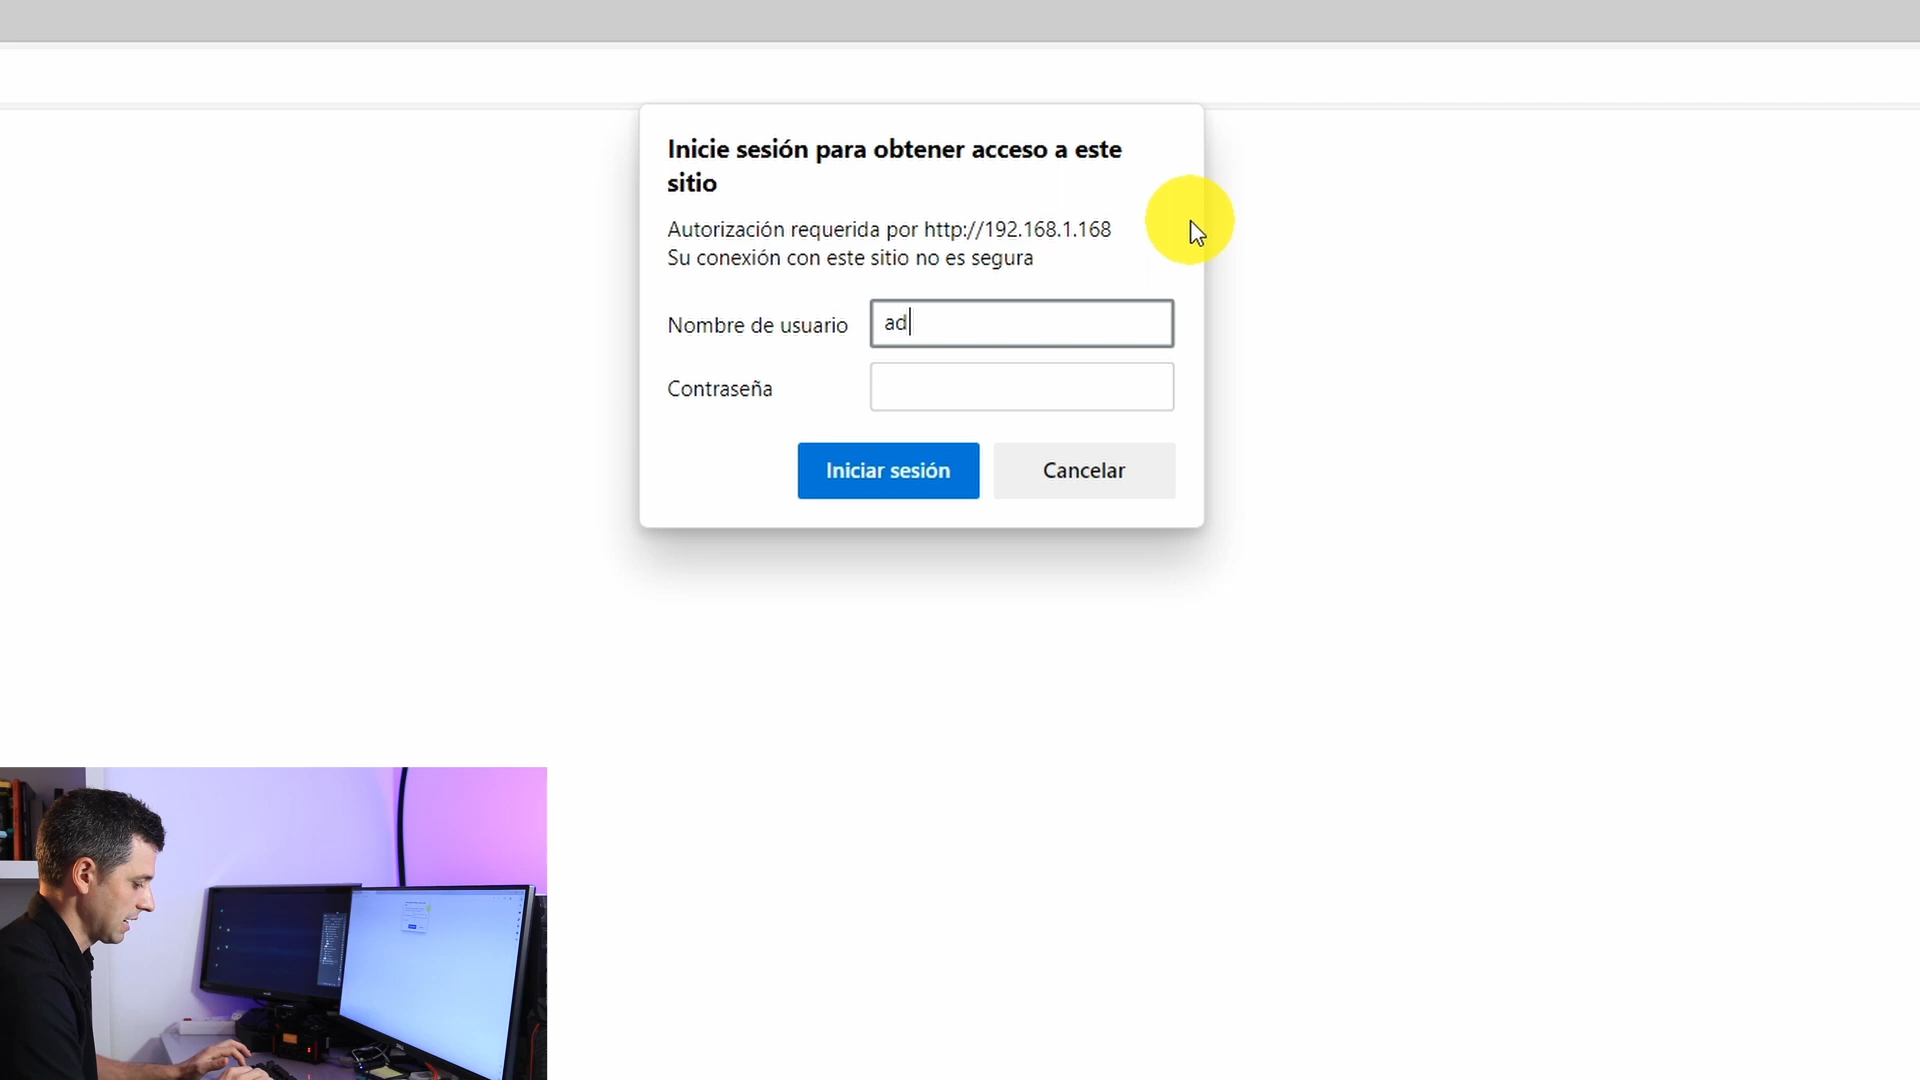 Inicie sesión para obtener acceso a este
sitio
Autorización requerida por http://192.168.1.168
Su conexión con este sitio no es segura
Nombre de usuario ad
Contraseña
Iniciar sesión Cancelar